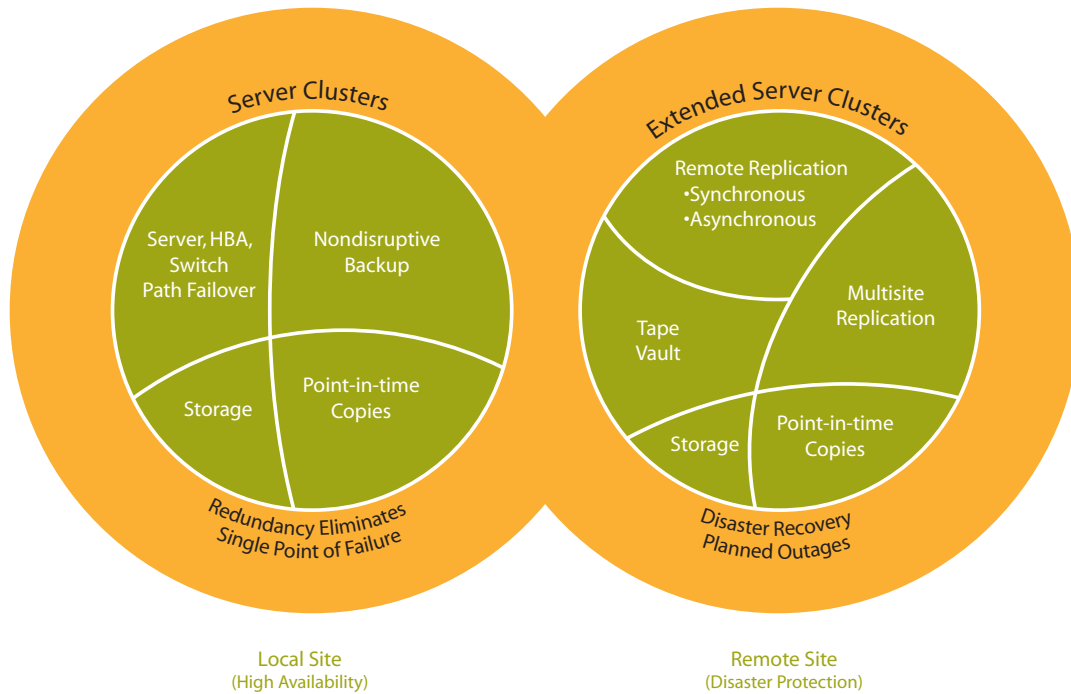 Server Clusters
Server, HBA,
Switch
Path Failover
Nondisruptive
Backup
Storage
Point-in-time
Copies
Redundancy Eliminates
Single Point of Failure
Local Site
(High Availability)
Extended Server Clusters
Remote Replication
•Synchronous
•Asynchronous
Tape
Vault
Multisite
Replication
Storage
Point-in-time
Copies
Disaster Recovery
Planned Outages
Remote Site
(Disaster Protection)